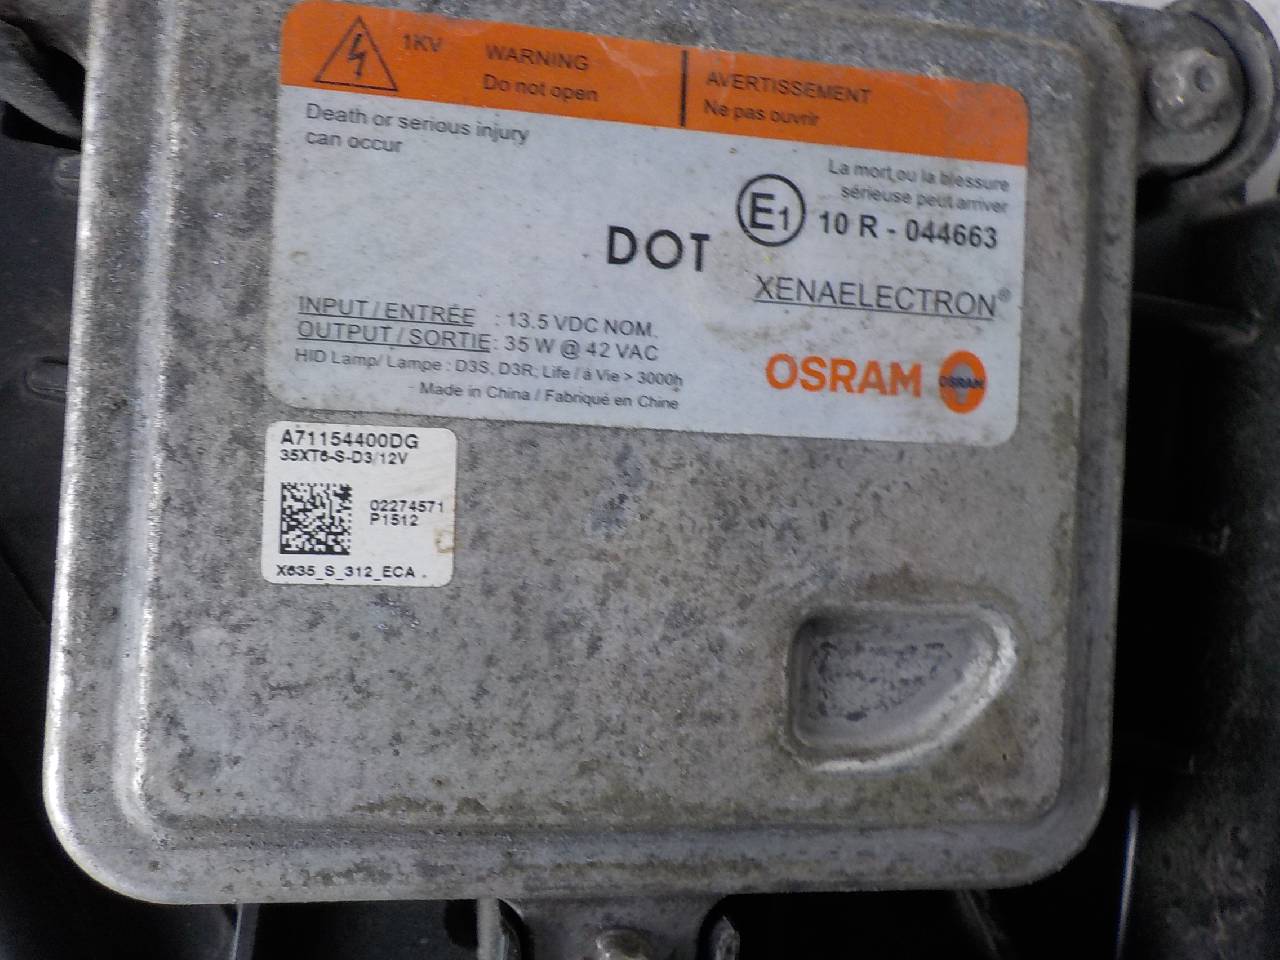 1KV
WARNING
Do not open
AVERTISSEMENT
Ne pas ouvrir
Death or serious injury
can occur
La mort ou la blessure
sérieuse peut arriver
E1
10 R - 044663
DOT
XENAELECTRON®
INPUT / ENTRÉE : 13.5 VDC NOM.
OUTPUT / SORTIE : 35 W @ 42 VAC
HID Lamp/ Lampe : D3S, D3R; Life / á Vie > 3000h
Made in China / Fabriqué en Chine
OSRAM
OSRAM
A71154400DG
35XT6-S-D3/12V
02274571
P1512
X635_S_312_ECA